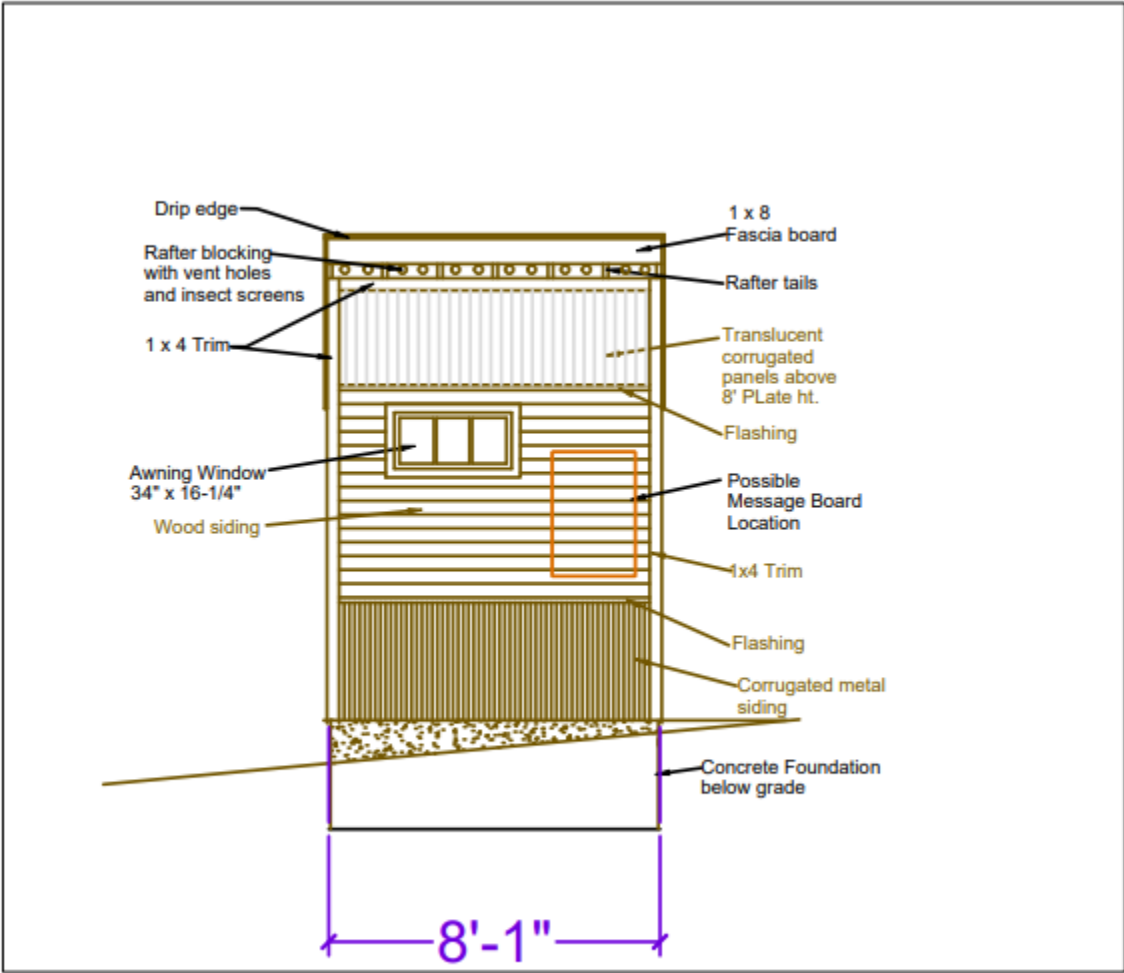 Drip edge
Rafter blocking
with vent holes
and insect screens
1 x 4 Trim
Awning Window
34" x 16-1/4"
Wood siding
1 x 8
Fascia board
Rafter tails
Translucent
corrugated
panels above
8' PLate ht.
Flashing
Possible
Message Board
Location
1x4 Trim
Flashing
Corrugated metal
siding
Concrete Foundation
below grade
8'-1"